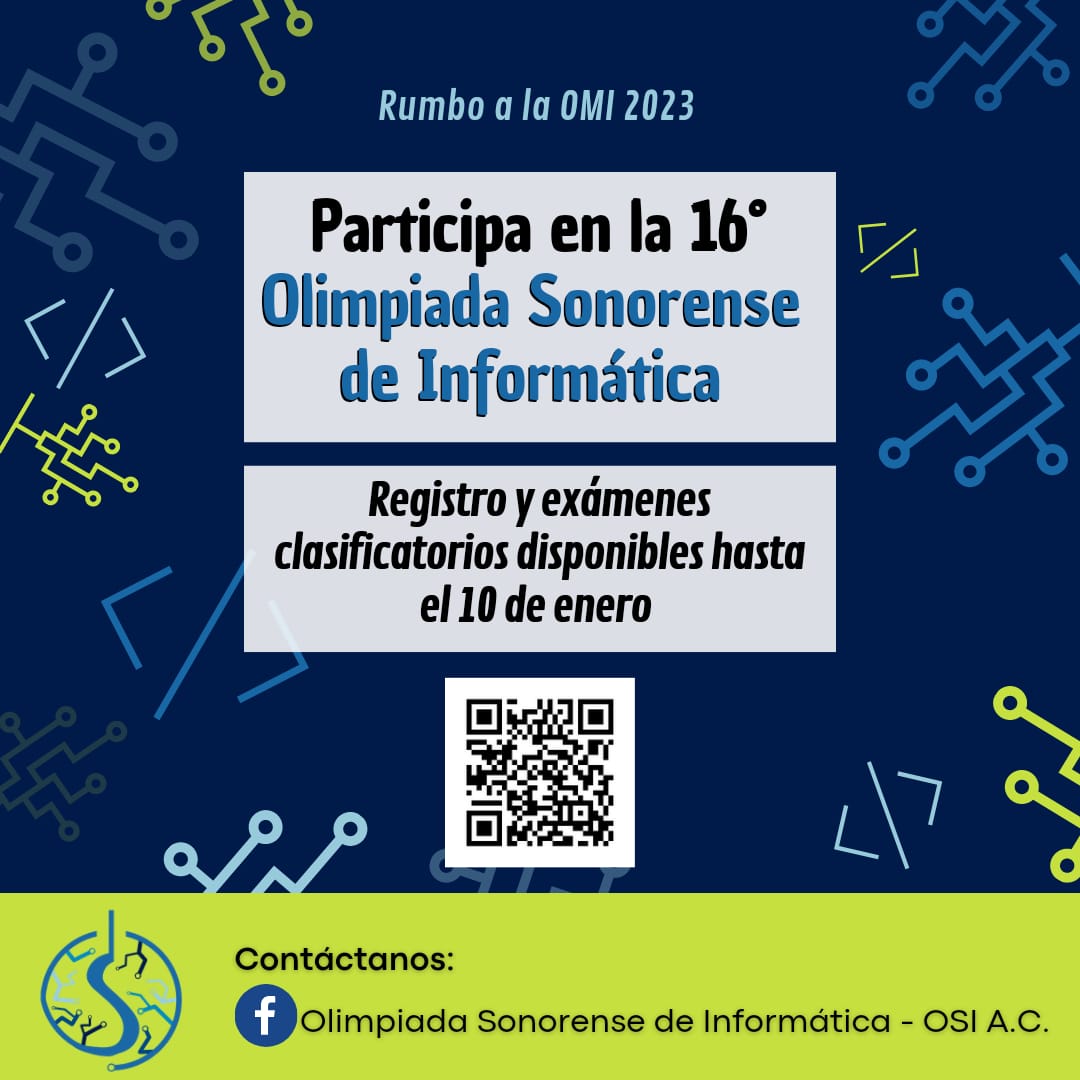 Rumbo a la OMI 2023
Participa en la 16°
Olimpiada Sonorense
de Informática
Registro y exámenes
clasificatorios disponibles hasta
el 10 de enero
Contáctanos:
Olimpiada Sonorense de Informática - OSI A.C.